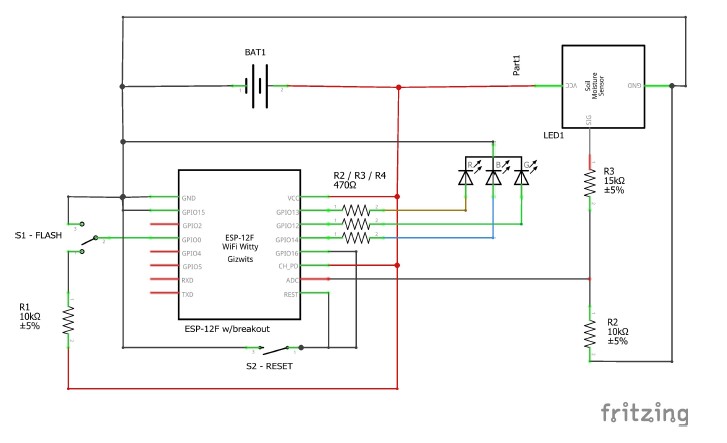 BAT1
Part1
Soil
Moisture
Sensor
VCC
GND
SIG
LED1
R B G
R2 / R3 / R4
470Ω
R3
15kΩ
±5%
GND
GPIO15
GPIO2
GPIO0
GPIO4
GPIO5
RXD
TXD
ESP-12F
WiFi Witty
Gizwits
VCC
GPIO13
GPIO12
GPIO14
GPIO16
CH_PD
ADC
REST
S1 - FLASH
R1
10kΩ
±5%
R2
10kΩ
±5%
ESP-12F w/breakout
S2 - RESET
fritzing